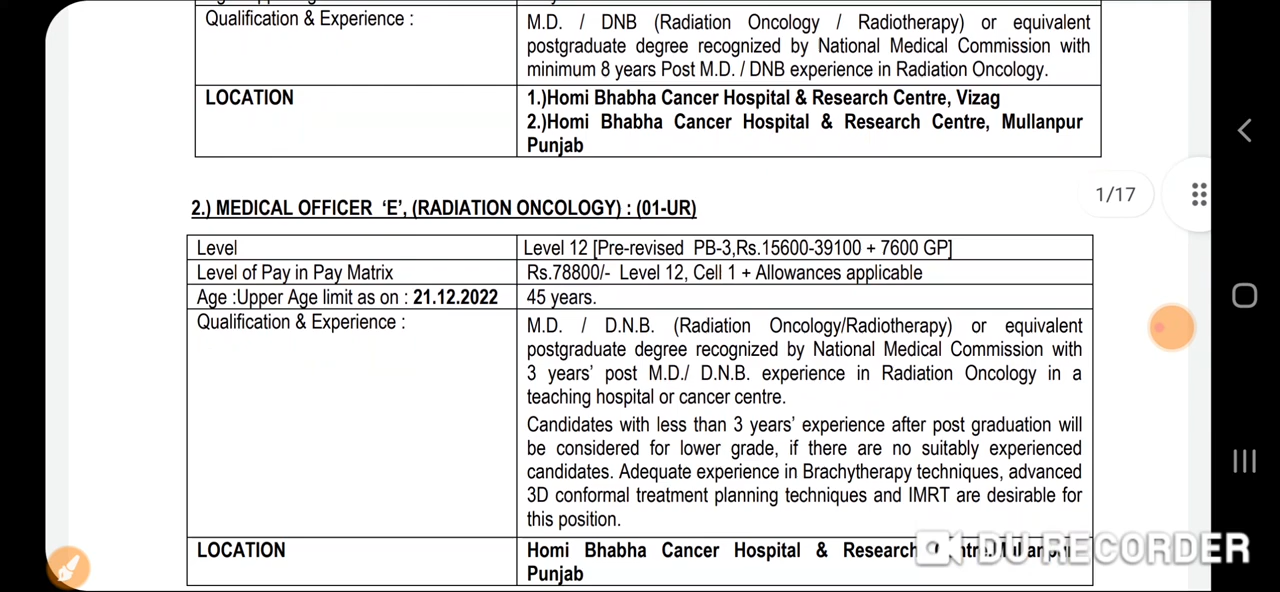 Qualification & Experience :
M.D. / DNB (Radiation Oncology / Radiotherapy) or equivalent
postgraduate degree recognized by National Medical Commission with
minimum 8 years Post M.D. / DNB experience in Radiation Oncology.
LOCATION
1.)Homi Bhabha Cancer Hospital & Research Centre, Vizag
2.)Homi Bhabha Cancer Hospital & Research Centre, Mullanpur
Punjab
1/17
2.) MEDICAL OFFICER ‘E’, (RADIATION ONCOLOGY) : (01-UR)
Level
Level 12 [Pre-revised PB-3,Rs.15600-39100 + 7600 GP]
Level of Pay in Pay Matrix
Rs.78800/- Level 12, Cell 1 + Allowances applicable
Age :Upper Age limit as on : 21.12.2022
45 years.
Qualification & Experience :
M.D. / D.N.B. (Radiation Oncology/Radiotherapy) or equivalent
postgraduate degree recognized by National Medical Commission with
3 years’ post M.D./ D.N.B. experience in Radiation Oncology in a
teaching hospital or cancer centre.
Candidates with less than 3 years’ experience after post graduation will
be considered for lower grade, if there are no suitably experienced
candidates. Adequate experience in Brachytherapy techniques, advanced
3D conformal treatment planning techniques and IMRT are desirable for
this position.
LOCATION
Homi Bhabha Cancer Hospital & Research
Punjab
DU RECORDER